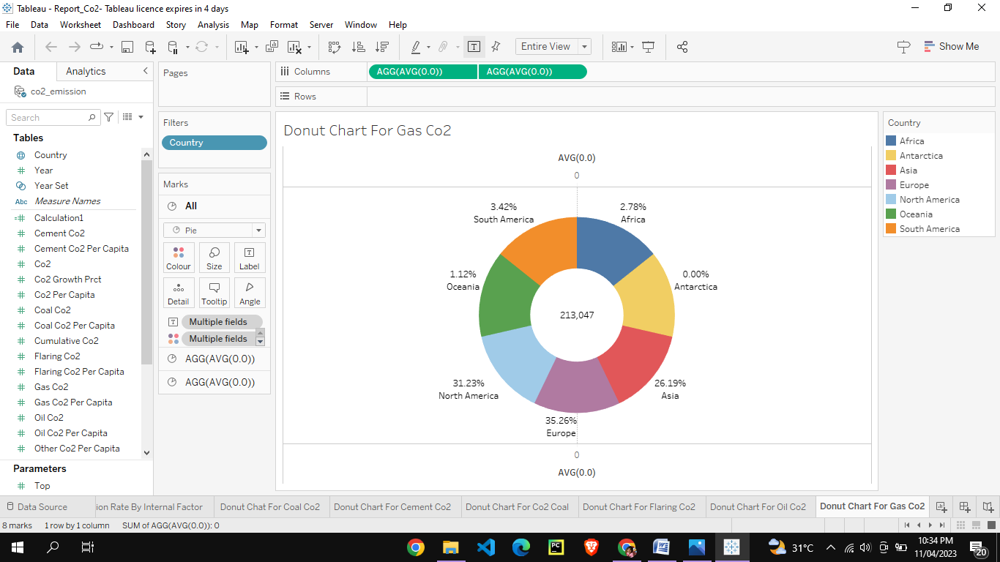 Tableau - Report_Co2- Tableau licence expires in 4 days
File Data Worksheet Dashboard Story Analysis Map Format Server Window Help
Entire View
Show Me
Data Analytics
co2_emission
Search
Tables
Country
Year
Year Set
Abc Measure Names
Calculation1
Cement Co2
Cement Co2 Per Capita
Co2
Co2 Growth Prct
Co2 Per Capita
Coal Co2
Coal Co2 Per Capita
Cumulative Co2
Flaring Co2
Flaring Co2 Per Capita
Gas Co2
Gas Co2 Per Capita
Oil Co2
Oil Co2 Per Capita
Other Co2 Per Capita
Parameters
Top
Pages
Filters
Country
Marks
All
Pie
Colour Size Label
Detail Tooltip Angle
Multiple fields
Multiple fields
AGG(AVG(0.0))
AGG(AVG(0.0))
Columns AGG(AVG(0.0)) AGG(AVG(0.0))
Rows
Donut Chart For Gas Co2
AVG(0.0)
0
3.42%
South America
2.78%
Africa
1.12%
Oceania
0.00%
Antarctica
213,047
31.23%
North America
26.19%
Asia
35.26%
Europe
0
AVG(0.0)
Country
Africa
Antarctica
Asia
Europe
North America
Oceania
South America
Data Source ion Rate By Internal Factor Donut Chat For Coal Co2 Donut Chart For Cement Co2 Donut Chart For Co2 Coal Donut Chart For Flaring Co2 Donut Chart For Oil Co2 Donut Chart For Gas Co2
8 marks 1 row by 1 column SUM of AGG(AVG(0.0)): 0
31°C
10:34 PM
11/04/2023
20